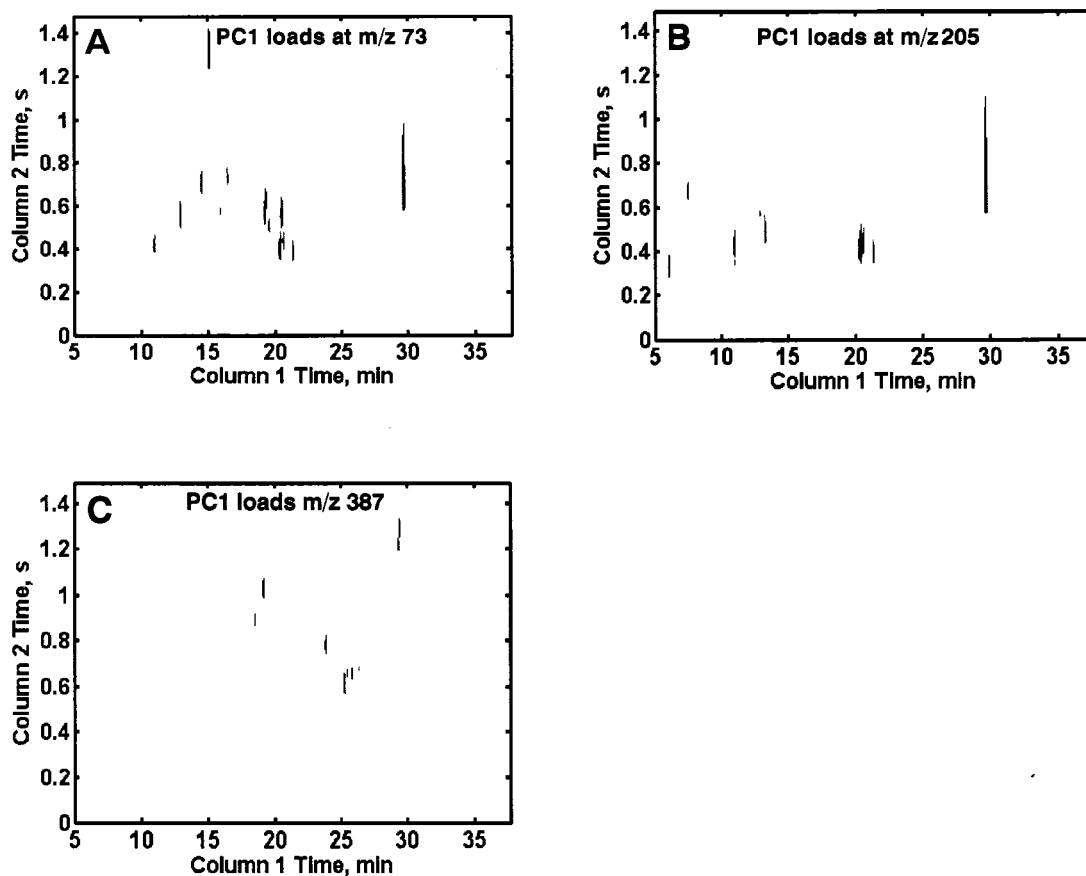 A
PC1 loads at m/z 73
1.4
1.2
1
0.8
0.6
0.4
0.2
0
Column 2 Time, s
5 10 15 20 25 30 35
Column 1 Time, min
B
PC1 loads at m/z 205
1.4
1.2
1
0.8
0.6
0.4
0.2
0
Column 2 Time, s
5 10 15 20 25 30 35
Column 1 Time, min
C
PC1 loads m/z 387
1.4
1.2
1
0.8
0.6
0.4
0.2
0
Column 2 Time, s
5 10 15 20 25 30 35
Column 1 Time, min